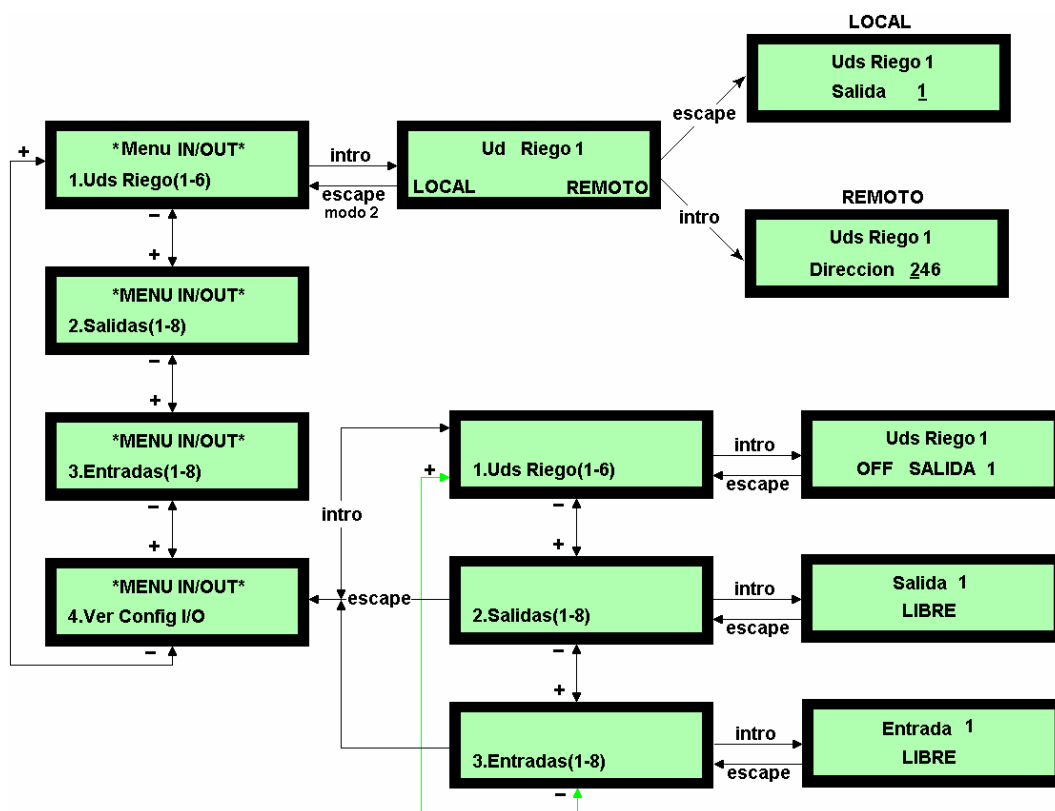 LOCAL
Uds Riego 1
Salida 1
escape
+
*Menu IN/OUT*
1.Uds Riego(1-6)
intro
escape
modo 2
Ud Riego 1
LOCAL REMOTO
intro
REMOTO
Uds Riego 1
Direccion 246
−
+
*MENU IN/OUT*
2.Salidas(1-8)
−
+
*MENU IN/OUT*
3.Entradas(1-8)
−
+
*MENU IN/OUT*
4.Ver Config I/O
−
intro
escape
+
1.Uds Riego(1-6)
intro
escape
Uds Riego 1
OFF SALIDA 1
−
+
2.Salidas(1-8)
intro
escape
Salida 1
LIBRE
−
+
3.Entradas(1-8)
intro
escape
Entrada 1
LIBRE
−